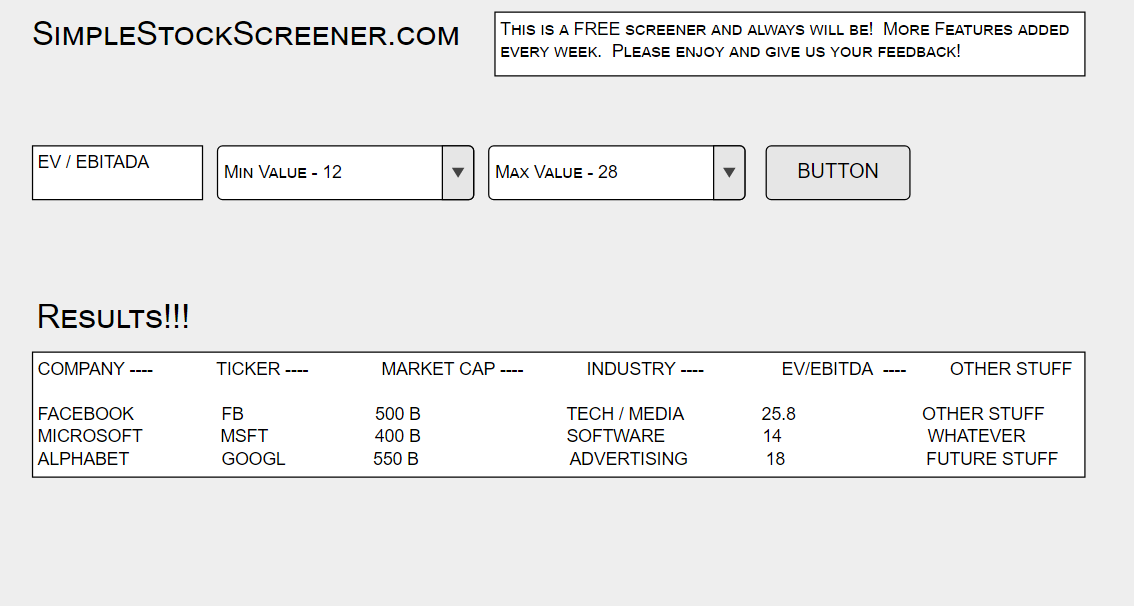 SimpleStockScreener.com
This is a FREE screener and always will be! More Features added
every week. Please enjoy and give us your feedback!
EV / EBITADA
Min Value - 12
Max Value - 28
BUTTON
Results!!!
COMPANY ---- TICKER ---- MARKET CAP ---- INDUSTRY ---- EV/EBITDA ---- OTHER STUFF
FACEBOOK FB 500 B TECH / MEDIA 25.8 OTHER STUFF
MICROSOFT MSFT 400 B SOFTWARE 14 WHATEVER
ALPHABET GOOGL 550 B ADVERTISING 18 FUTURE STUFF